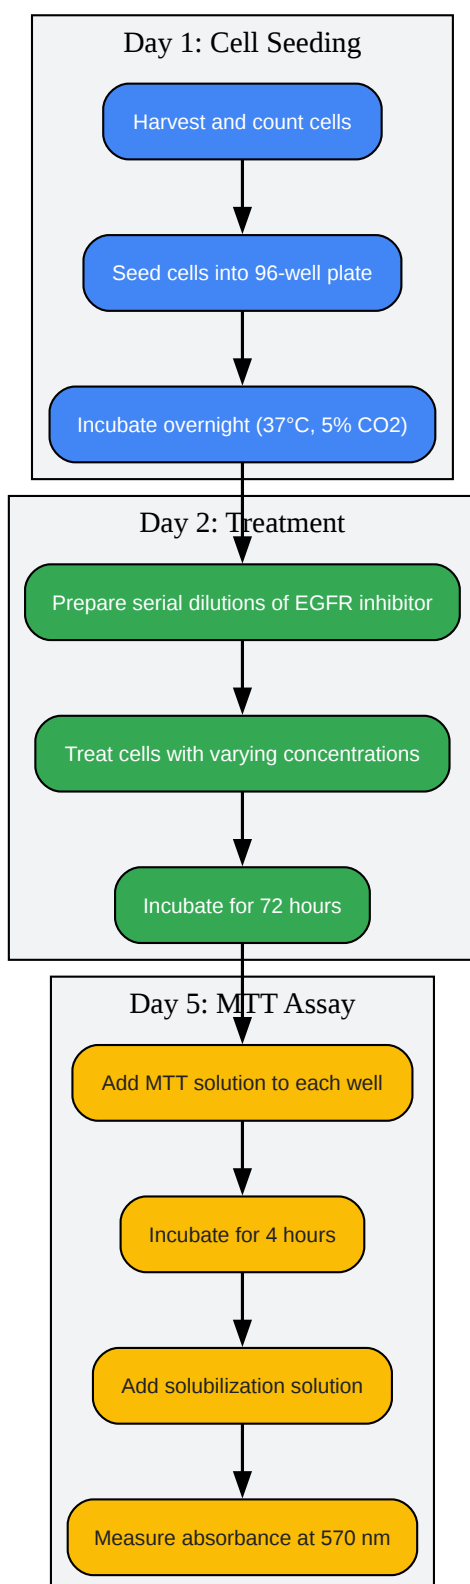 Day 1: Cell Seeding
Harvest and count cells
Seed cells into 96-well plate
Incubate overnight (37°C, 5% CO2)
Day 2: Treatment
Prepare serial dilutions of EGFR inhibitor
Treat cells with varying concentrations
Incubate for 72 hours
Day 5: MTT Assay
Add MTT solution to each well
Incubate for 4 hours
Add solubilization solution
Measure absorbance at 570 nm